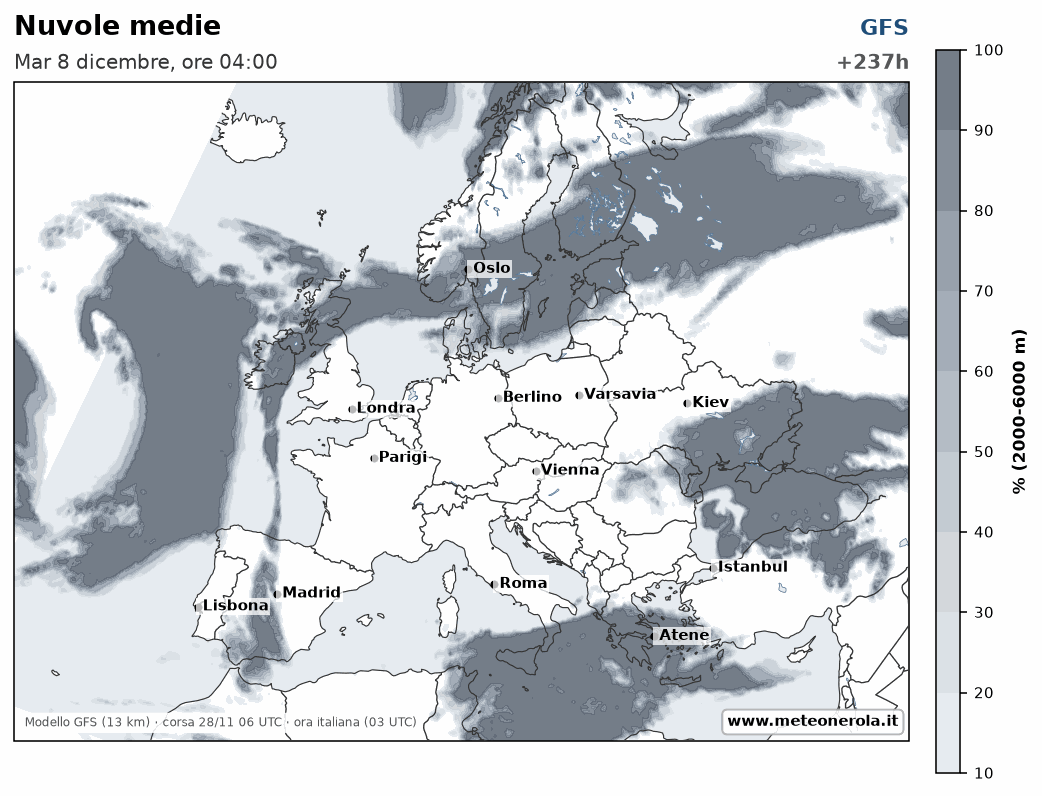 Nuvole medie
GFS
Mar 8 dicembre, ore 04:00
+237h
100
90
80
70
60
50
40
30
20
10
% (2000-6000 m)
Oslo
Berlino
Varsavia
Kiev
Londra
Parigi
Vienna
Istanbul
Roma
Madrid
Lisbona
Atene
Modello GFS (13 km) · corsa 28/11 06 UTC · ora italiana (03 UTC)
www.meteonerola.it